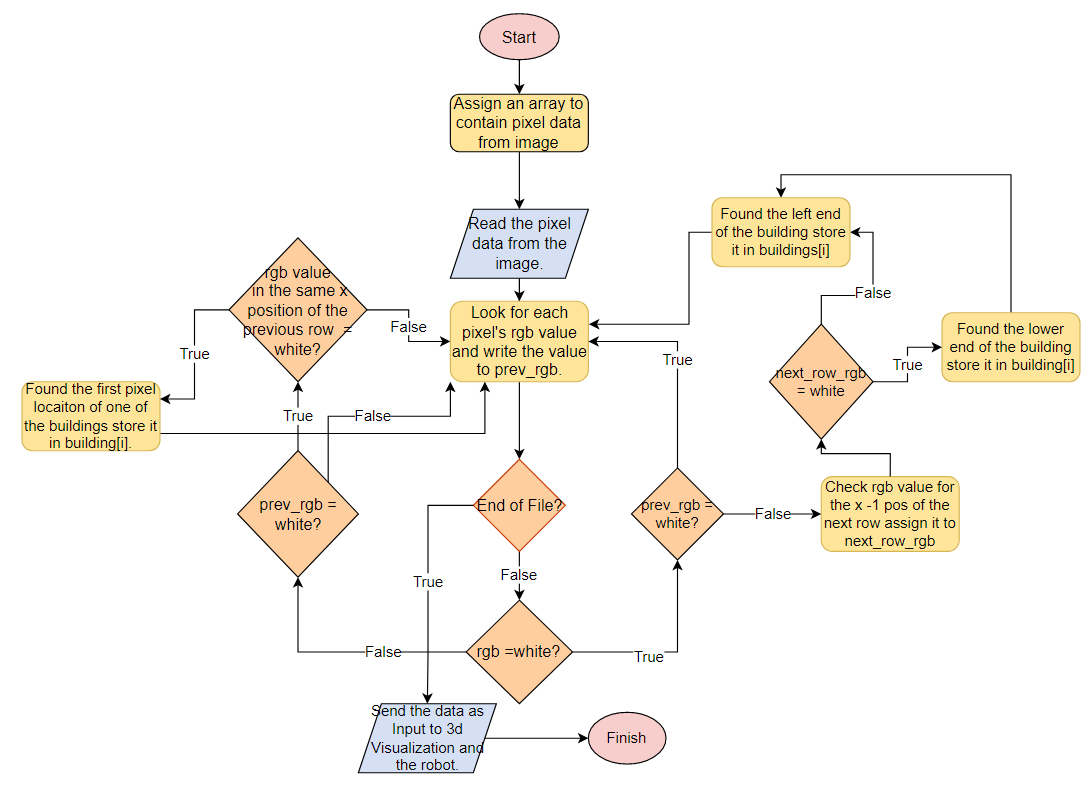 Start
Assign an array to
contain pixel data
from image
Read the pixel
data from the
image.
Found the left end
of the building store
it in buildings[i]
rgb value
in the same x
position of the
previous row =
white?
False
Look for each
pixel's rgb value
and write the value
to prev_rgb.
False
Found the lower
end of the building
store it in building[i]
True
True
True
next_row_rgb
= white
Found the first pixel
locaiton of one of
the buildings store it
in building[i].
True
False
prev_rgb =
white?
End of File?
prev_rgb =
white?
False
Check rgb value for
the x -1 pos of the
next row assign it to
next_row_rgb
True
False
False
rgb =white?
True
Send the data as
Input to 3d
Visualization and
the robot.
Finish